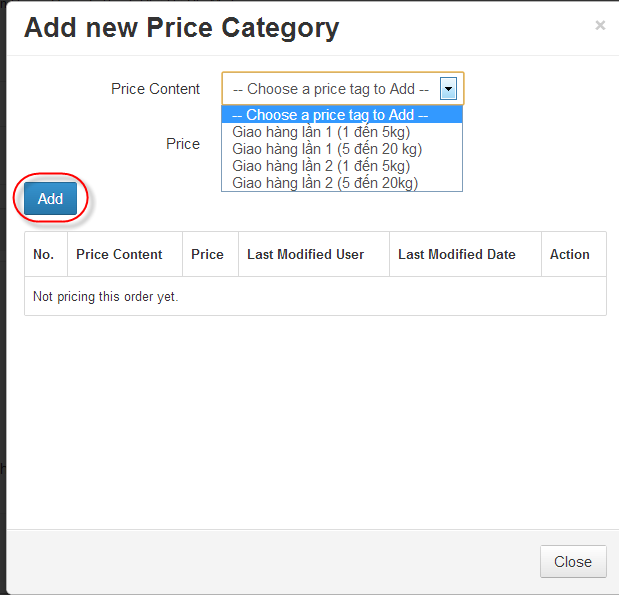 Add new Price Category
×
Price Content
-- Choose a price tag to Add --
-- Choose a price tag to Add --
Giao hàng lần 1 (1 đến 5kg)
Giao hàng lần 1 (5 đến 20 kg)
Giao hàng lần 2 (1 đến 5kg)
Giao hàng lần 2 (5 đến 20kg)
Price
Add
No. Price Content Price Last Modified User Last Modified Date Action
Not pricing this order yet.
Close